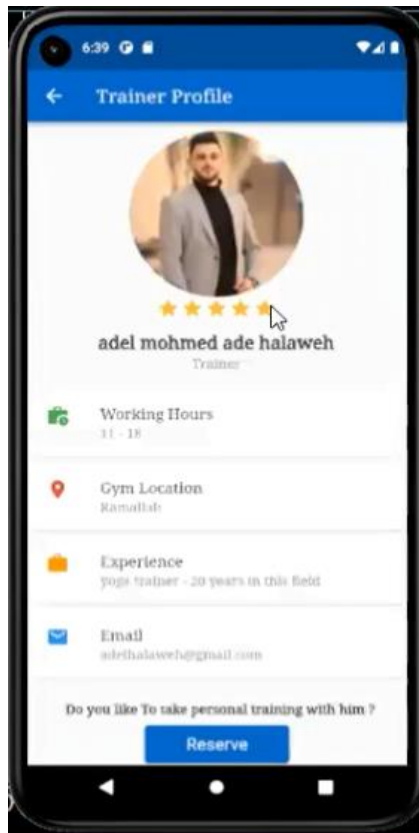 6:39
Trainer Profile
adel mohmed ade halaweh
Trainer
Working Hours
11 - 18
Gym Location
Ramallah
Experience
yoga trainer - 20 years in this field
Email
adelhalaweh@gmail.com
Do you like To take personal training with him ?
Reserve